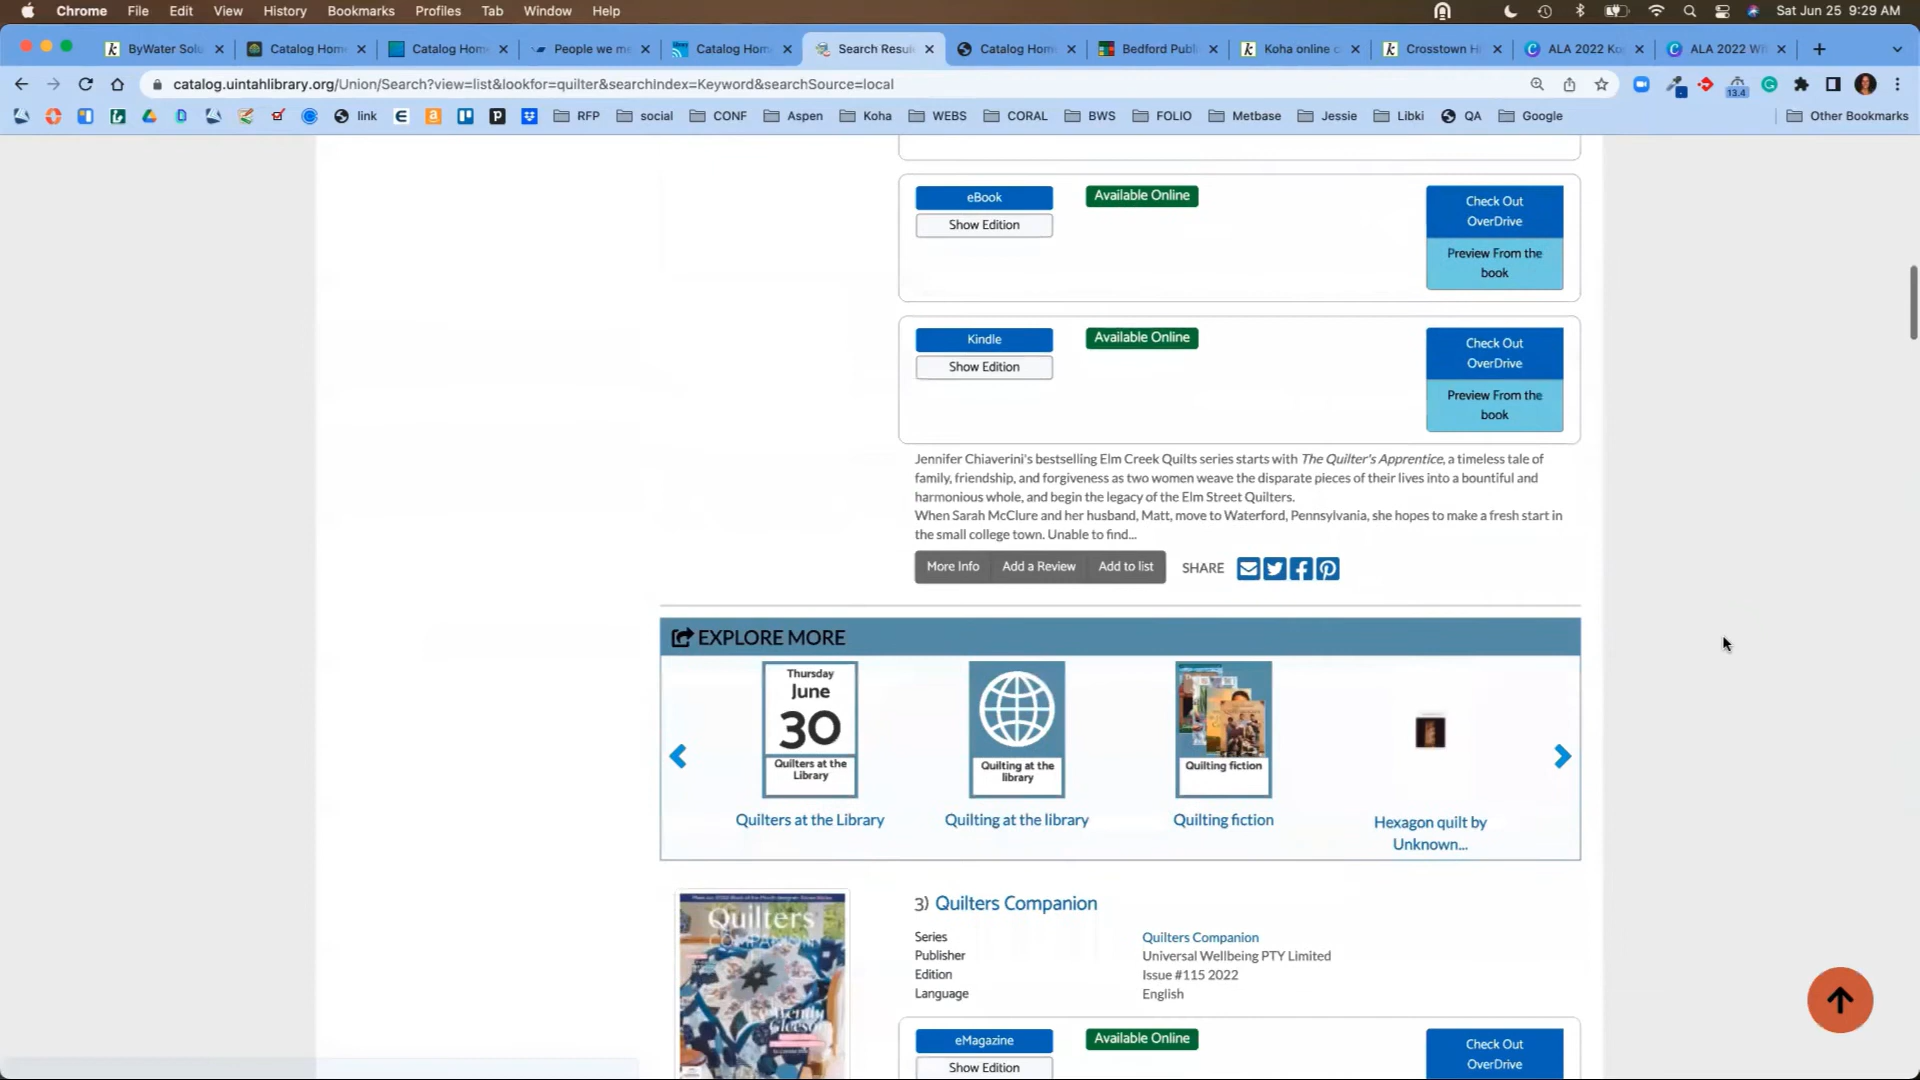 Chrome File Edit View History Bookmarks Profiles Tab Window Help Sat Jun 25 9:29 AM
ByWater Sol Catalog Hom Catalog Hom People we m Catalog Hom Search Resul Catalog Hom Bedford Publ Koha online c Crosstown H ALA 2022 Ko ALA 2022 W
catalog.uintahlibrary.org/Union/Search?view=list&lookfor=quilter&searchIndex=Keyword&searchSource=local
13.4
link RFP social CONF Aspen Koha WEBS CORAL BWS FOLIO Metbase Jessie Libki QA Google Other Bookmarks
eBook
Available Online
Show Edition
Check Out
OverDrive
Preview From the
book
Kindle
Available Online
Show Edition
Check Out
OverDrive
Preview From the
book
Jennifer Chiaverini's bestselling Elm Creek Quilts series starts with The Quilter's Apprentice, a timeless tale of
family, friendship, and forgiveness as two women weave the disparate pieces of their lives into a bountiful and
harmonious whole, and begin the legacy of the Elm Street Quilters.
When Sarah McClure and her husband, Matt, move to Waterford, Pennsylvania, she hopes to make a fresh start in
the small college town. Unable to find...
More Info Add a Review Add to list SHARE
EXPLORE MORE
Thursday
June
30
Quilters at the
Library
Quilters at the Library
Quilting at the
library
Quilting at the library
Quilting fiction
Quilting fiction
Hexagon quilt by
Unknown...
Quilters
COMPANION
Wendy
3) Quilters Companion
Series Quilters Companion
Publisher Universal Wellbeing PTY Limited
Edition Issue #115 2022
Language English
eMagazine
Available Online
Show Edition
Check Out
OverDrive